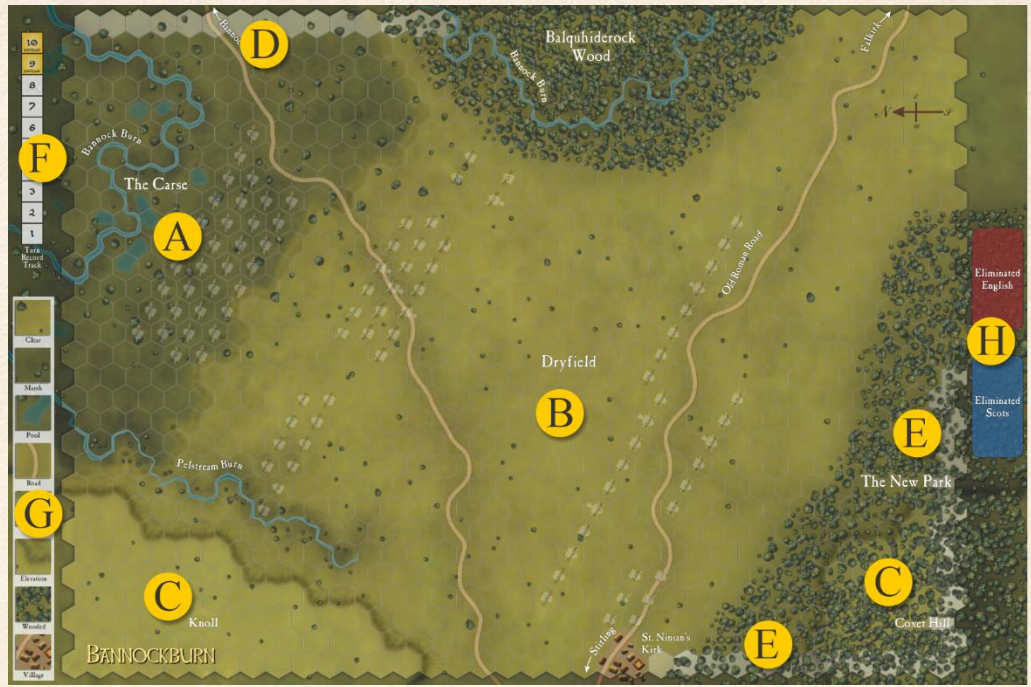 10
9
8
7
6
F
3
2
1
Turn
Record
Track
Bannock Burn
The Carse
A
D
Bannock
Bannock
Burn
Balquhiderock
Wood
Falkirk
N
Old Roman Road
Dryfield
B
Pelstream Burn
Eliminated
English
H
Eliminated
Scots
E
The New Park
C
Coxet Hill
E
St. Ninian's
Kirk
Stirling
C
Knoll
BANNOCKBURN
Clear
Marsh
Pool
Road
G
Elevation
Wooded
Village